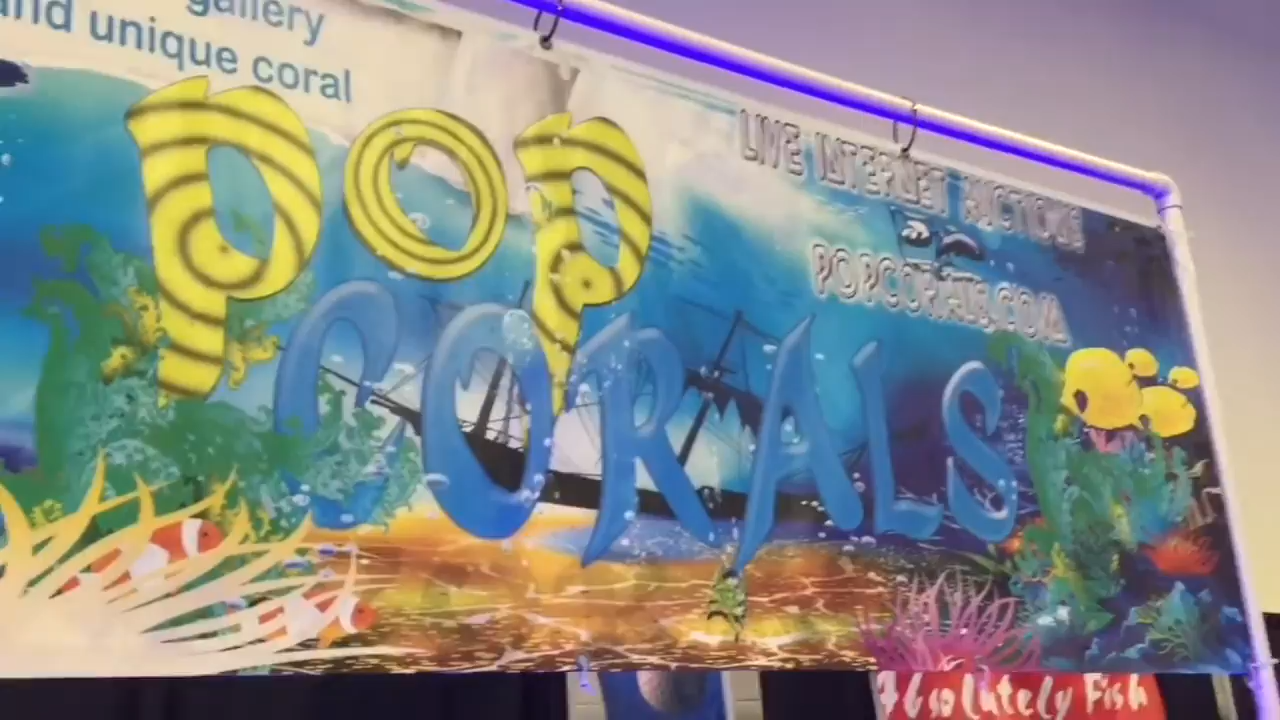 gallery
and unique coral
POP
CORALS
LIVE INTERNET AUCTIONS
POPCORALS.COM
Absolutely Fish